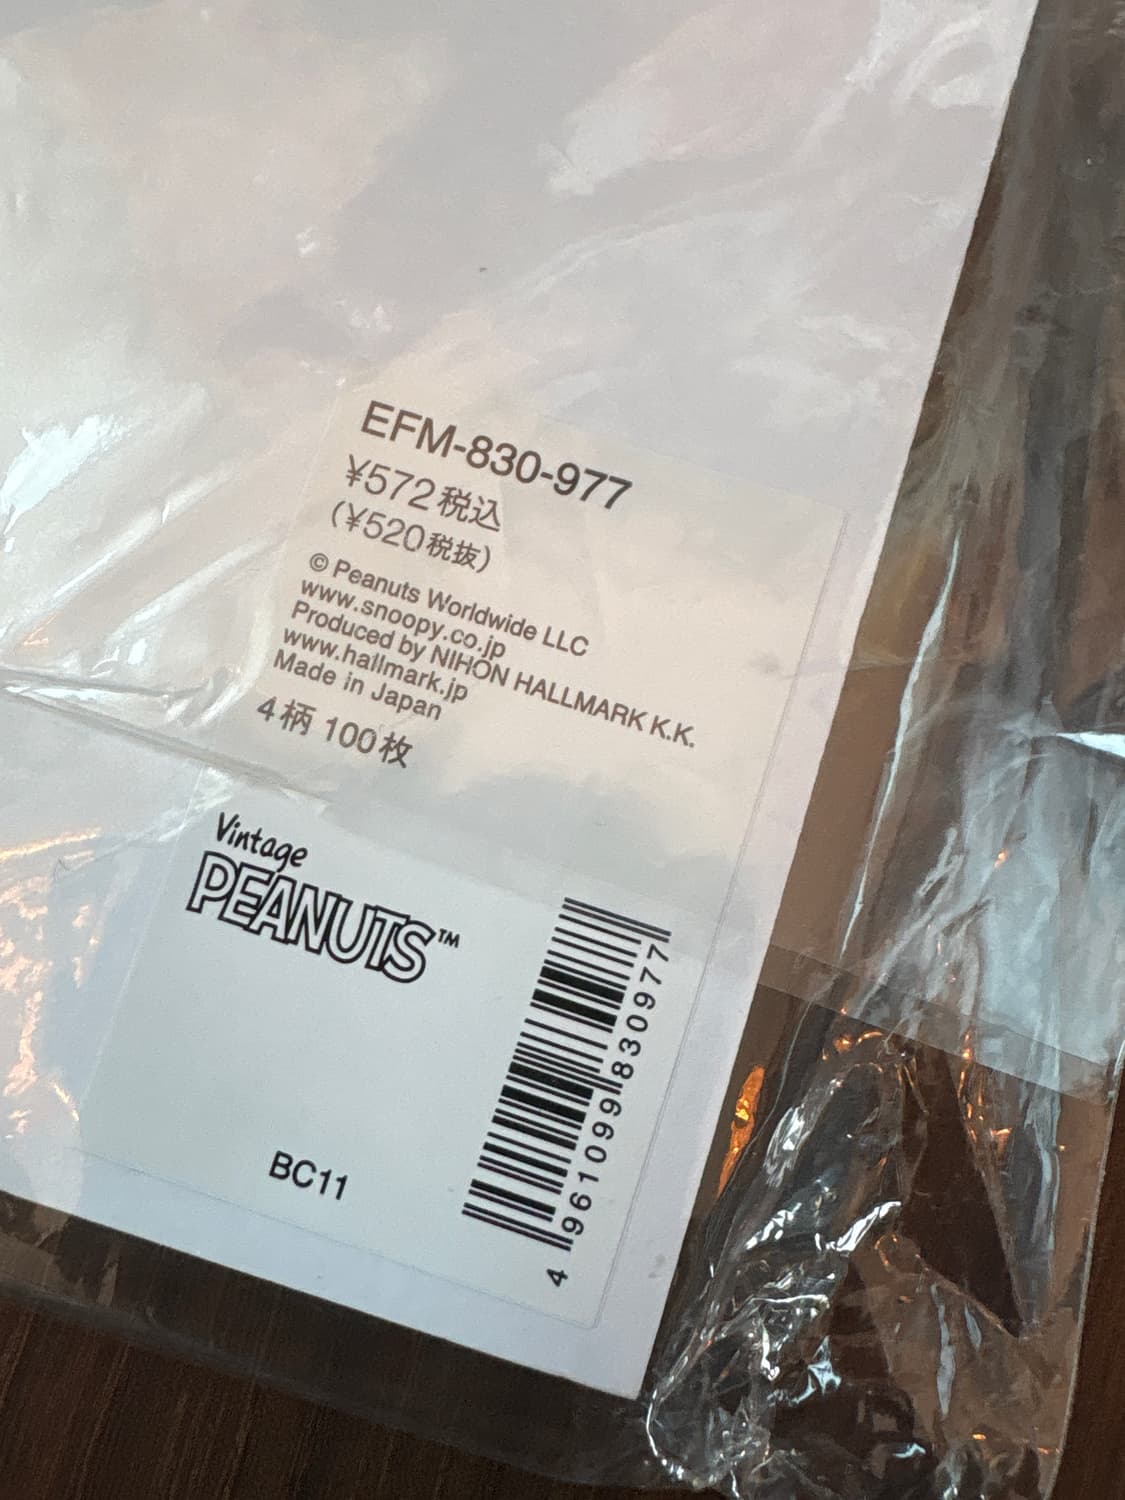 EFM-830-977
¥572税込
(¥520税抜)
© Peanuts Worldwide LLC
www.snoopy.co.jp
Produced by NIHON HALLMARK K.K.
www.hallmark.jp
Made in Japan
4柄 100枚
Vintage
PEANUTS™
4 961099 830977
BC11